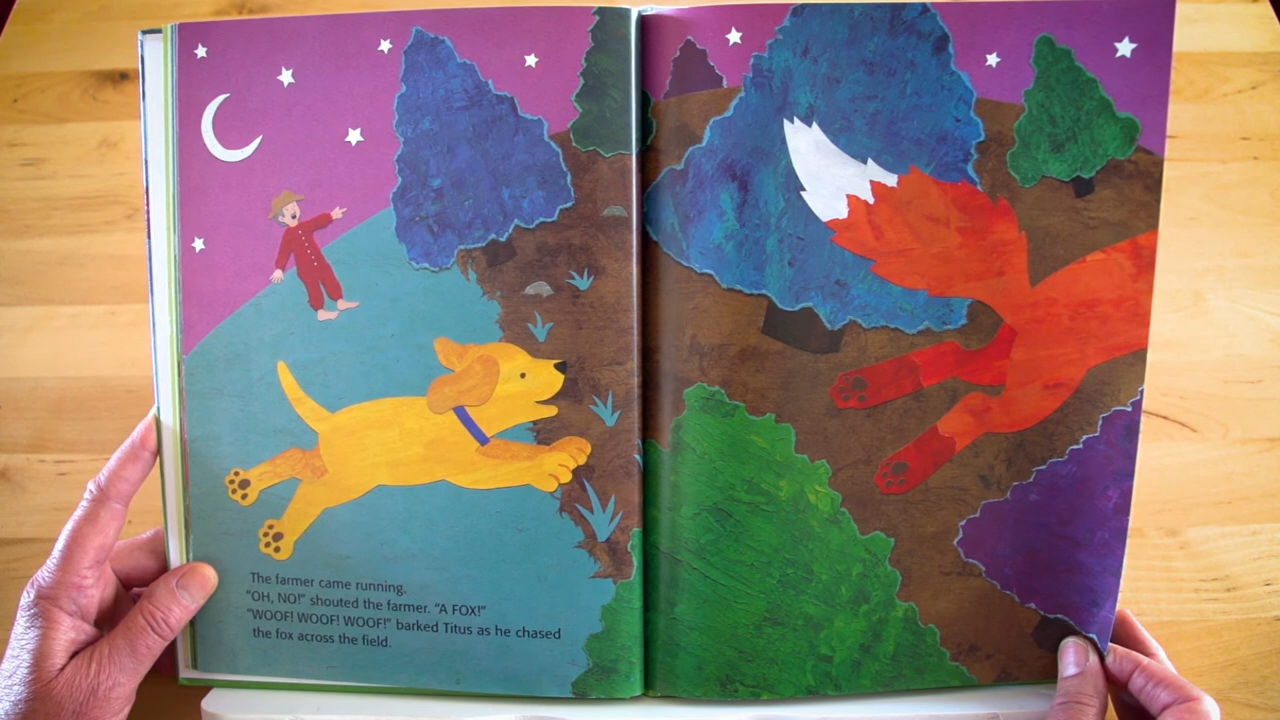 The farmer came running.
"OH, NO!" shouted the farmer. "A FOX!"
"WOOF! WOOF! WOOF!" barked Titus as he chased
the fox across the field.